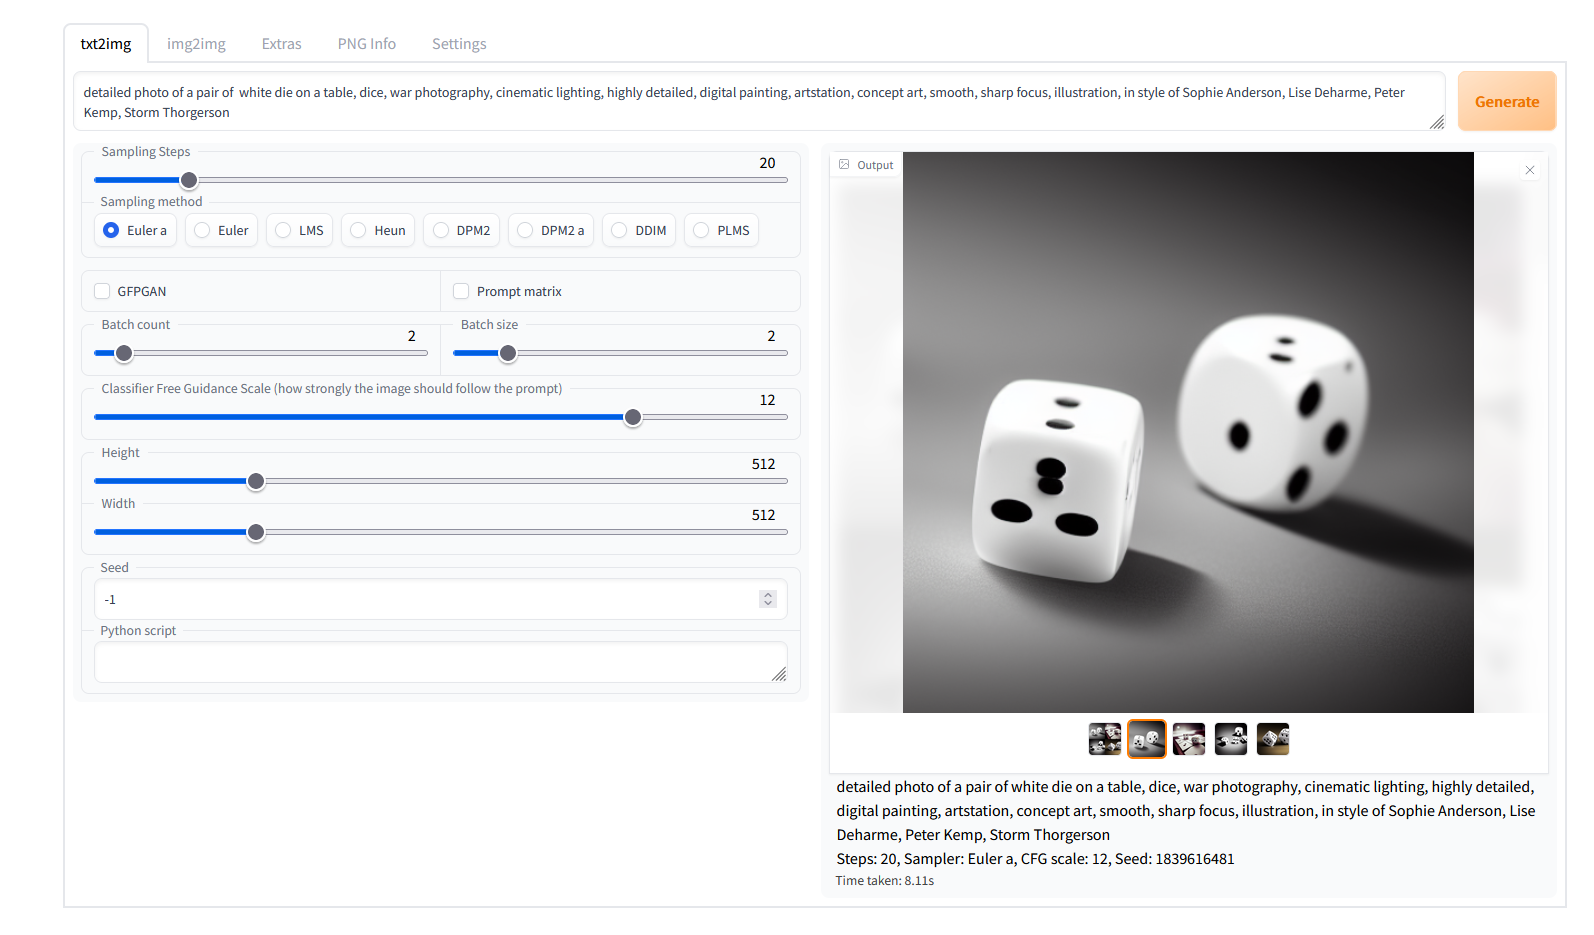 txt2img
img2img
Extras
PNG Info
Settings
detailed photo of a pair of  white die on a table, dice, war photography, cinematic lighting, highly detailed, digital painting, artstation, concept art, smooth, sharp focus, illustration, in style of Sophie Anderson, Lise Deharme, Peter
Kemp, Storm Thorgerson
Generate
Sampling Steps
20
Sampling method
Euler a
Euler
LMS
Heun
DPM2
DPM2 a
DDIM
PLMS
GFPGAN
Prompt matrix
Batch count
2
Batch size
2
Classifier Free Guidance Scale (how strongly the image should follow the prompt)
12
Height
512
Width
512
Seed
-1
Python script
Output
detailed photo of a pair of white die on a table, dice, war photography, cinematic lighting, highly detailed,
digital painting, artstation, concept art, smooth, sharp focus, illustration, in style of Sophie Anderson, Lise
Deharme, Peter Kemp, Storm Thorgerson
Steps: 20, Sampler: Euler a, CFG scale: 12, Seed: 1839616481
Time taken: 8.11s